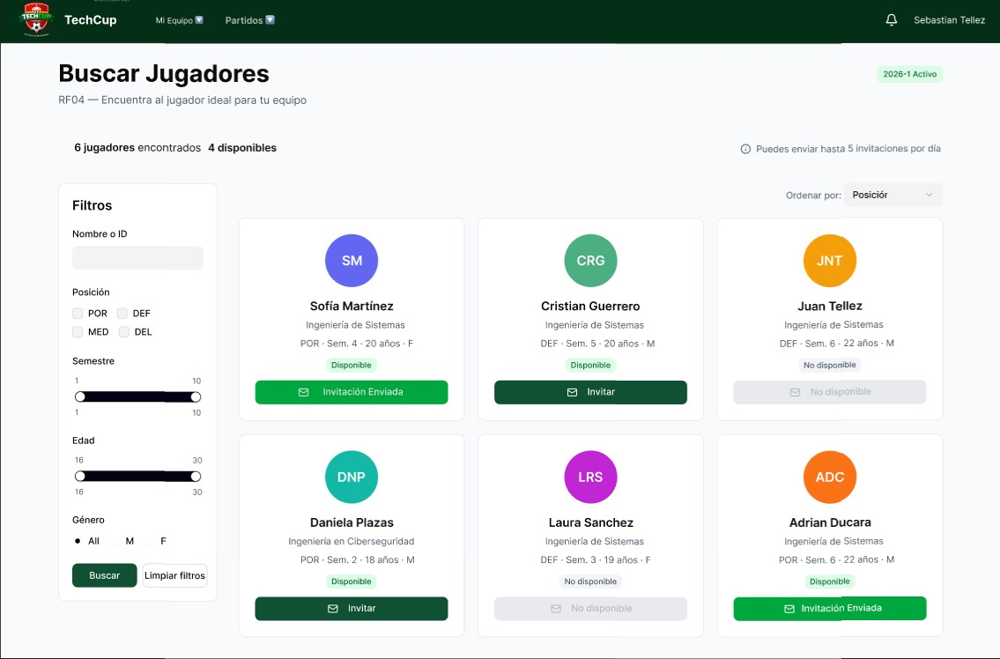 TECHCUP
TechCup
Mi Equipo
Partidos
Sebastian Tellez
Buscar Jugadores
2026-1 Activo
RF04 — Encuentra al jugador ideal para tu equipo
6 jugadores encontrados 4 disponibles
Puedes enviar hasta 5 invitaciones por día
Filtros
Nombre o ID
Posición
POR DEF
MED DEL
Semestre
1 10
1 10
Edad
16 30
16 30
Género
All M F
Buscar Limpiar filtros
Ordenar por: Posiciór
SM
Sofía Martínez
Ingeniería de Sistemas
POR · Sem. 4 · 20 años · F
Disponible
Invitación Enviada
CRG
Cristian Guerrero
Ingeniería de Sistemas
DEF · Sem. 5 · 20 años · M
Disponible
Invitar
JNT
Juan Tellez
Ingeniería de Sistemas
DEF · Sem. 6 · 22 años · M
No disponible
No disponible
DNP
Daniela Plazas
Ingeniería en Ciberseguridad
POR · Sem. 2 · 18 años · M
Disponible
Invitar
LRS
Laura Sanchez
Ingeniería de Sistemas
DEF · Sem. 3 · 19 años · F
No disponible
No disponible
ADC
Adrian Ducara
Ingeniería de Sistemas
POR · Sem. 6 · 22 años · M
Disponible
Invitación Enviada